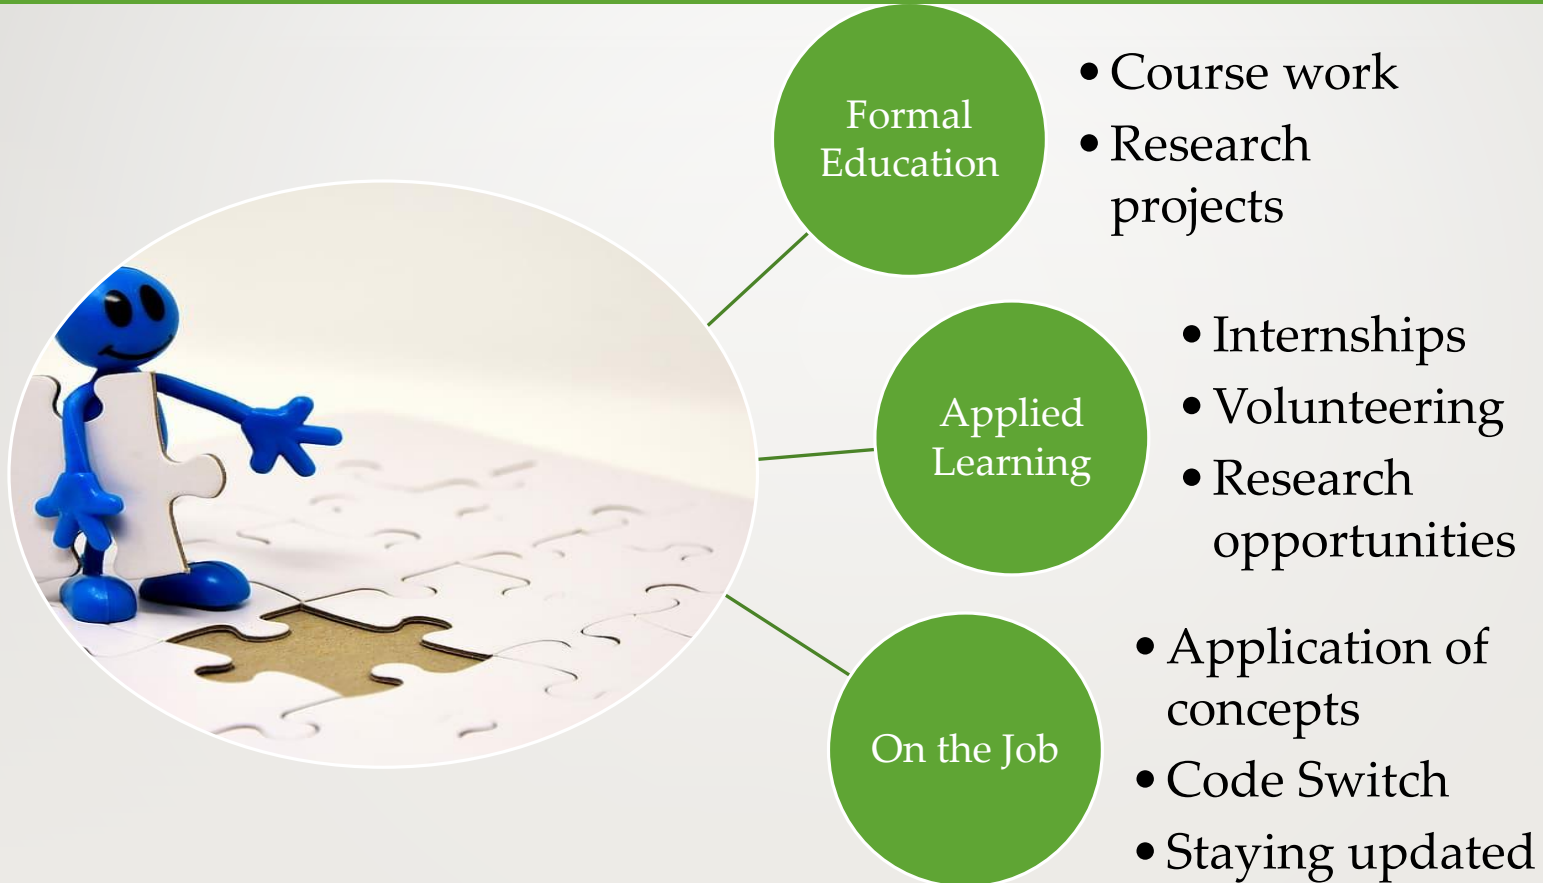 Formal
Education
• Course work
• Research
projects
Applied
Learning
• Internships
• Volunteering
• Research
opportunities
On the Job
• Application of
concepts
• Code Switch
• Staying updated